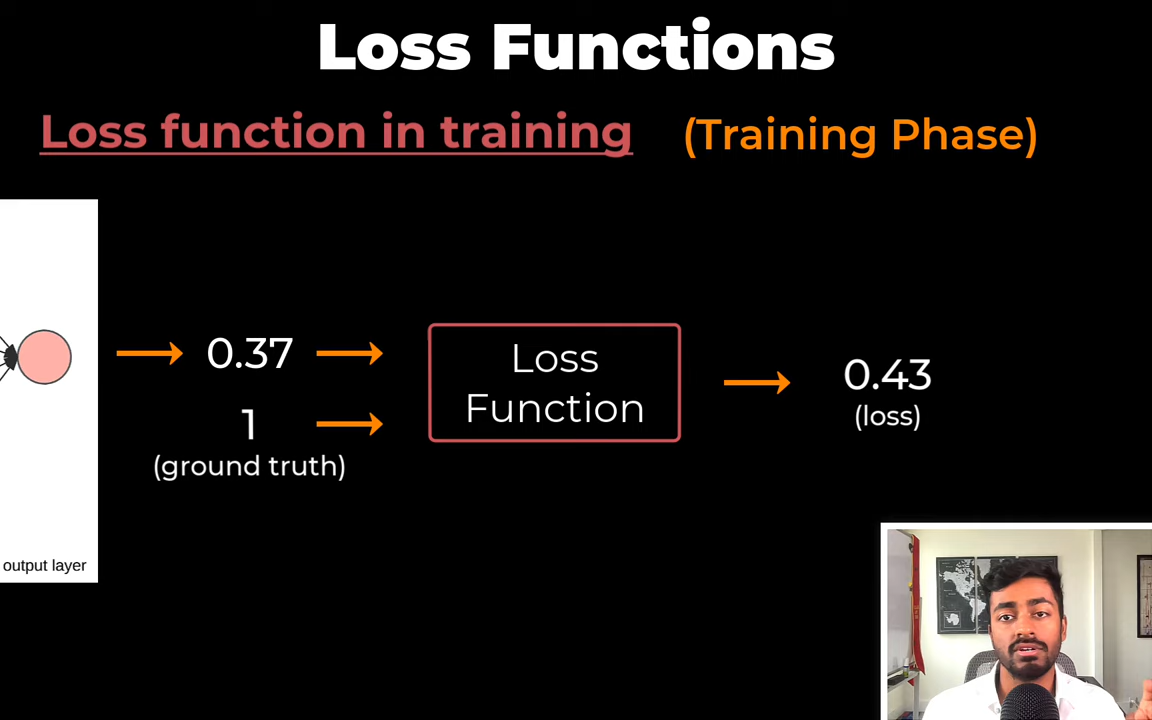 Loss Functions
Loss function in training (Training Phase)
0.37
1
(ground truth)
Loss
Function
0.43
(loss)
output layer